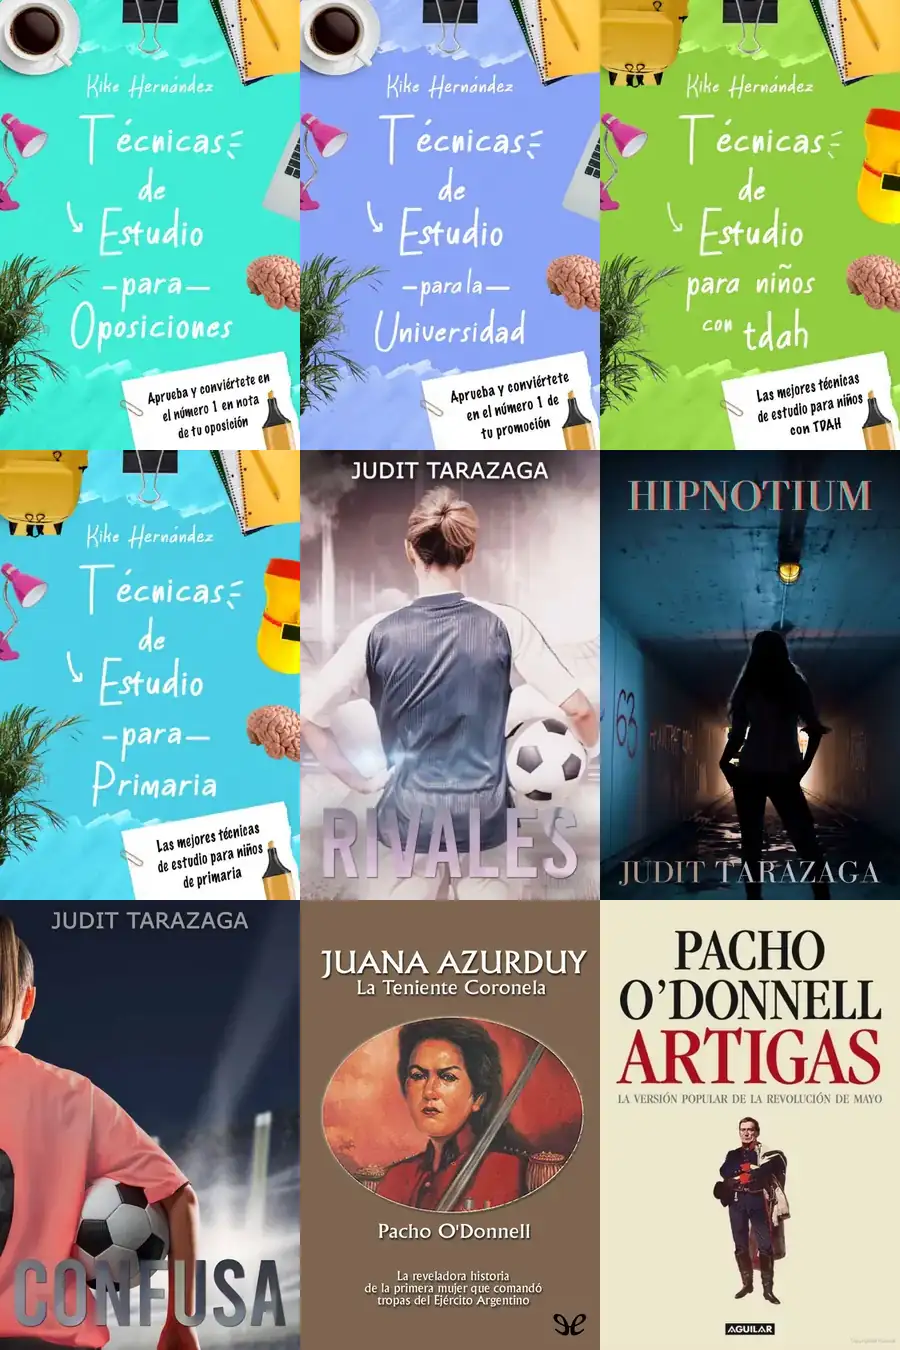 Kike Hernández
Técnicas
de
Estudio
-para-
Oposiciones
Aprueba y conviértete en
el número 1 en nota
de tu oposición
Kike Hernández
Técnicas
de
Estudio
-para la-
Universidad
Aprueba y conviértete
en el número 1 de
tu promoción
Kike Hernández
Técnicas
de
Estudio
para niños
con tdah
Las mejores técnicas
de estudio para niños
con TDAH
Kike Hernández
Técnicas
de
Estudio
-para-
Primaria
Las mejores técnicas
de estudio para niños
de primaria
JUDIT TARAZAGA
RIVALES
HIPNOTIUM
63
JUDIT TARAZAGA
JUDIT TARAZAGA
CONFUSA
JUANA AZURDUY
La Teniente Coronela
Pacho O'Donnell
La reveladora historia
de la primera mujer que comandó
tropas del Ejército Argentino
PACHO
O'DONNELL
ARTIGAS
LA VERSIÓN POPULAR DE LA REVOLUCIÓN DE MAYO
AGUILAR